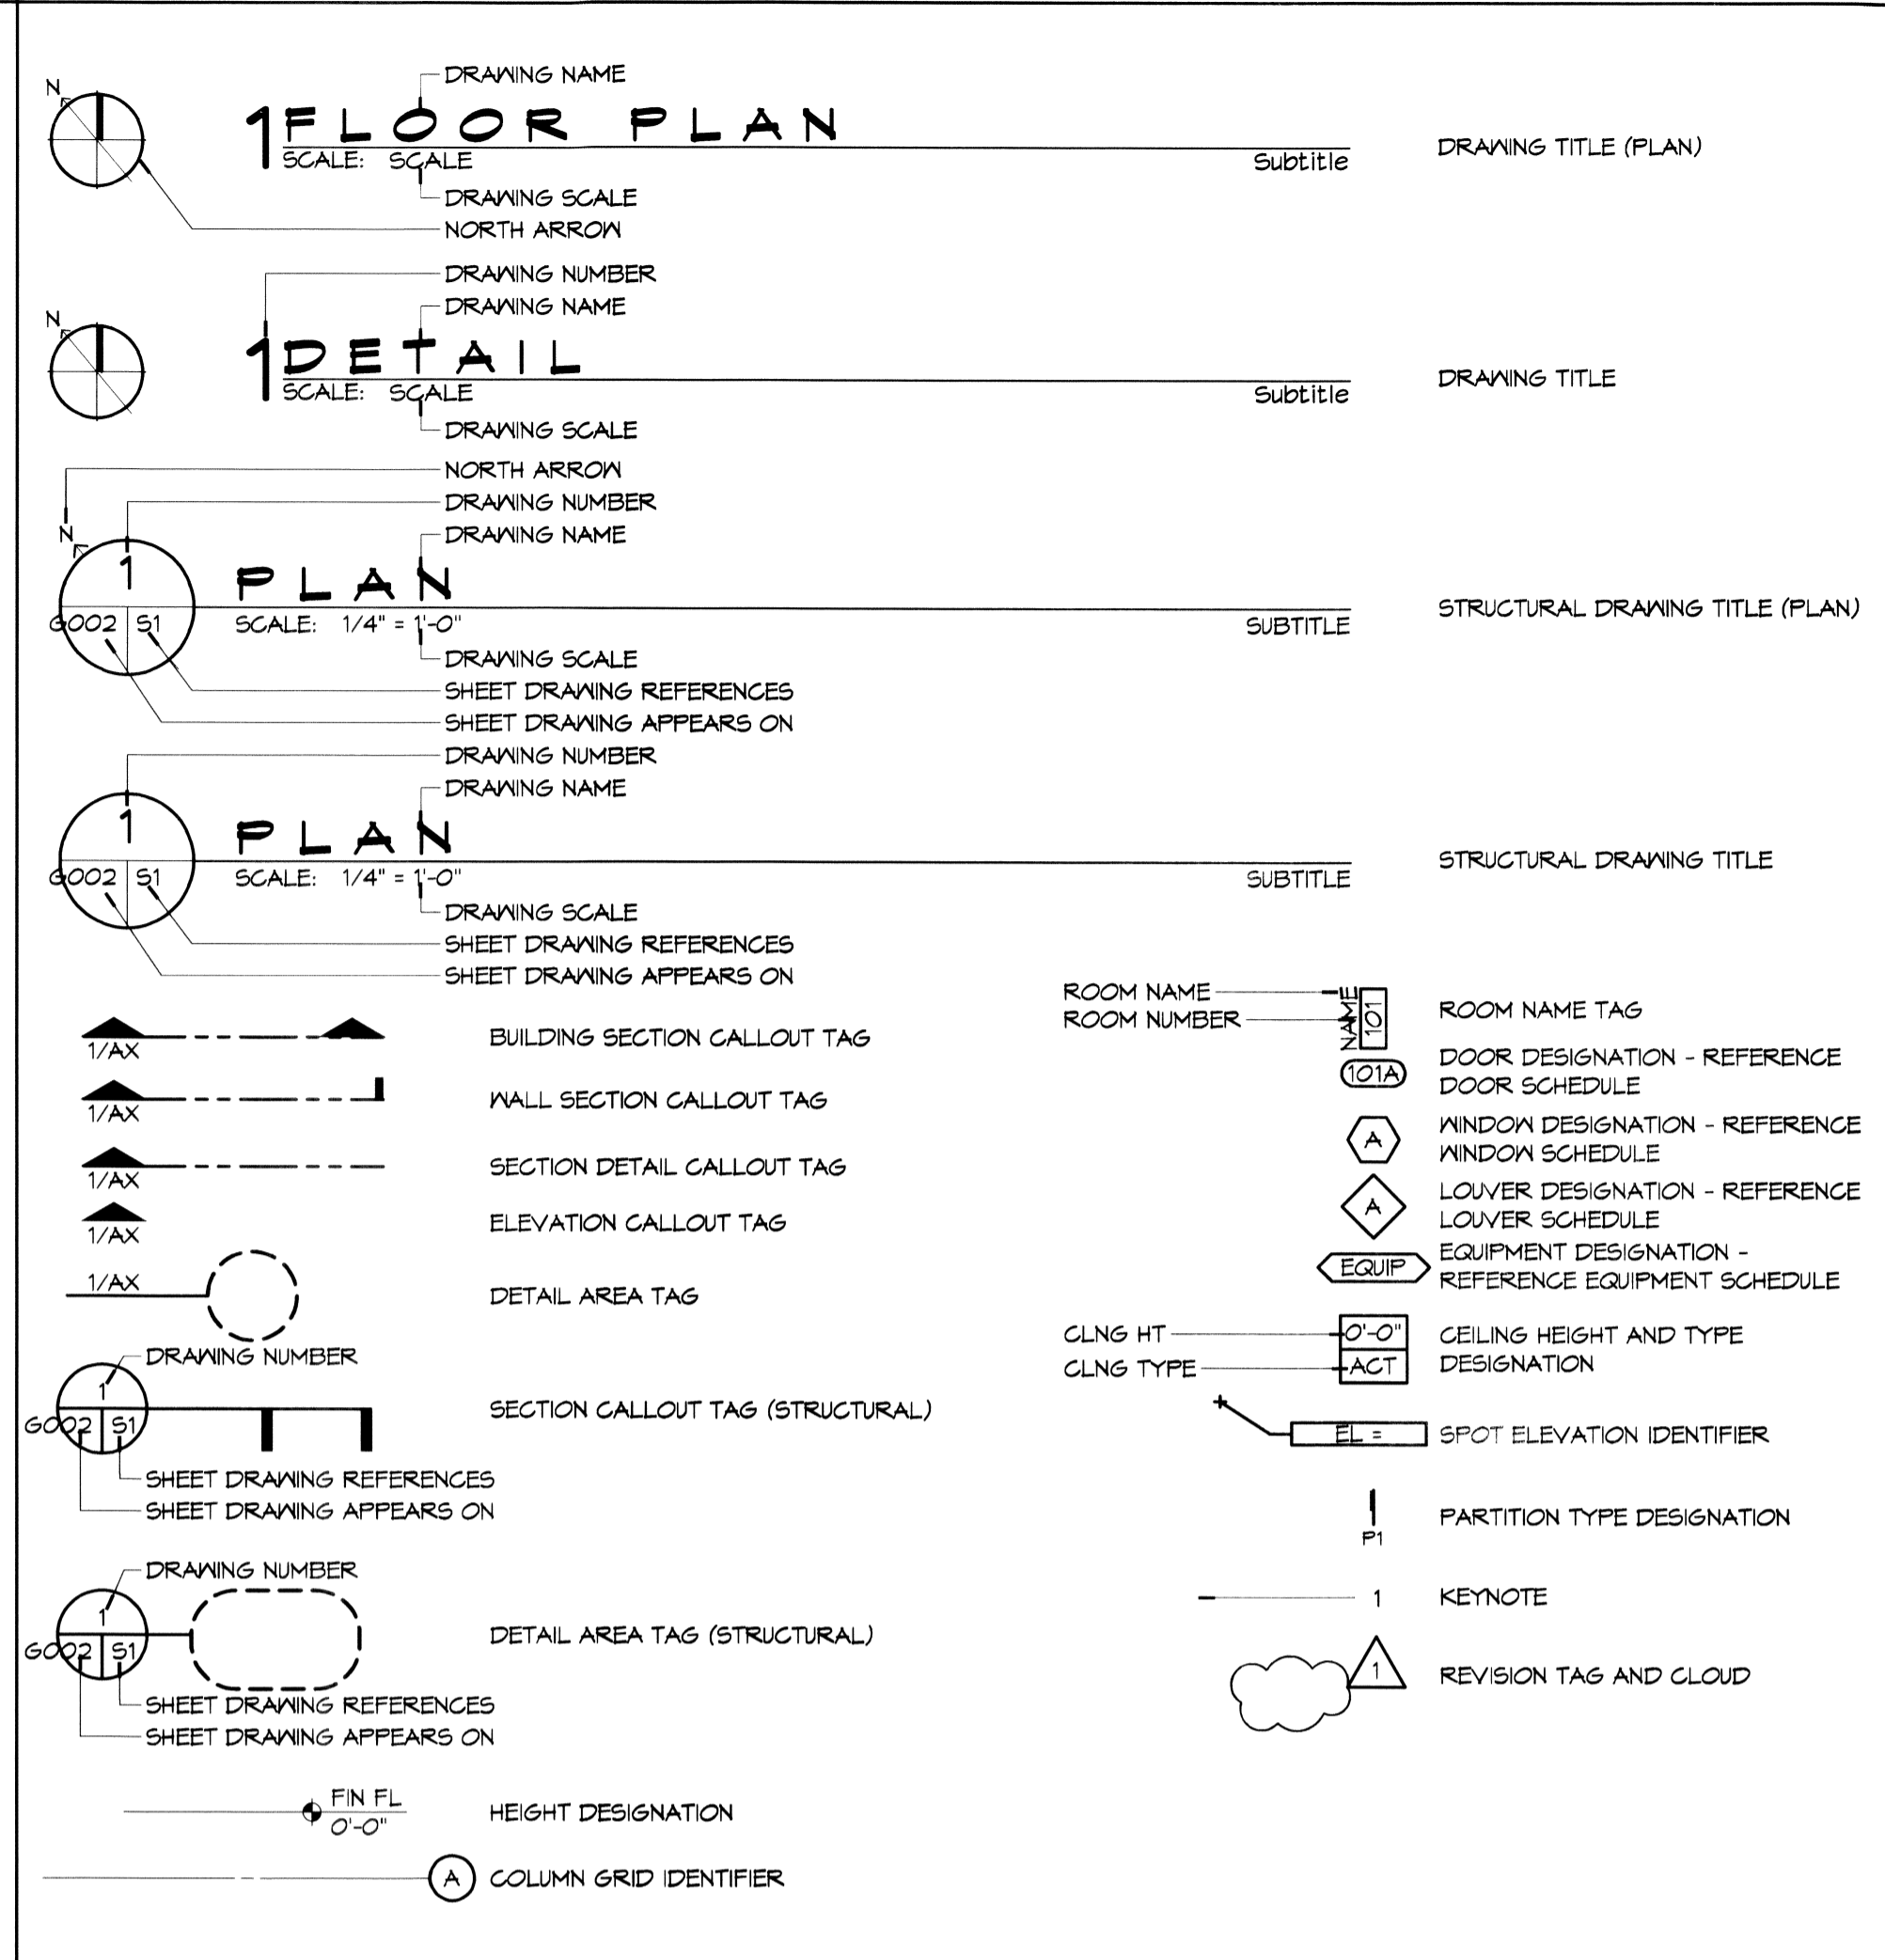 DRAWING NAME
N
1 FLOOR PLAN
SCALE: SCALE
Subtitle
DRAWING TITLE (PLAN)
DRAWING SCALE
NORTH ARROW
DRAWING NUMBER
DRAWING NAME
N
1 DETAIL
SCALE: SCALE
Subtitle
DRAWING TITLE
DRAWING SCALE
NORTH ARROW
DRAWING NUMBER
DRAWING NAME
N
1
PLAN
G002 S1
SCALE: 1/4" = 1'-0"
SUBTITLE
STRUCTURAL DRAWING TITLE (PLAN)
DRAWING SCALE
SHEET DRAWING REFERENCES
SHEET DRAWING APPEARS ON
DRAWING NUMBER
DRAWING NAME
1
PLAN
G002 S1
SCALE: 1/4" = 1'-0"
SUBTITLE
STRUCTURAL DRAWING TITLE
DRAWING SCALE
SHEET DRAWING REFERENCES
SHEET DRAWING APPEARS ON
1/AX
BUILDING SECTION CALLOUT TAG
1/AX
WALL SECTION CALLOUT TAG
1/AX
SECTION DETAIL CALLOUT TAG
1/AX
ELEVATION CALLOUT TAG
1/AX
DETAIL AREA TAG
DRAWING NUMBER
1
G002 S1
SECTION CALLOUT TAG (STRUCTURAL)
SHEET DRAWING REFERENCES
SHEET DRAWING APPEARS ON
DRAWING NUMBER
1
G002 S1
DETAIL AREA TAG (STRUCTURAL)
SHEET DRAWING REFERENCES
SHEET DRAWING APPEARS ON
FIN FL
0'-0"
HEIGHT DESIGNATION
A
COLUMN GRID IDENTIFIER
ROOM NAME
ROOM NUMBER
NAME
101
ROOM NAME TAG
101A
DOOR DESIGNATION - REFERENCE
DOOR SCHEDULE
A
WINDOW DESIGNATION - REFERENCE
WINDOW SCHEDULE
A
LOUVER DESIGNATION - REFERENCE
LOUVER SCHEDULE
EQUIP
EQUIPMENT DESIGNATION -
REFERENCE EQUIPMENT SCHEDULE
CLNG HT
0'-0"
CLNG TYPE
ACT
CEILING HEIGHT AND TYPE
DESIGNATION
EL =
SPOT ELEVATION IDENTIFIER
P1
PARTITION TYPE DESIGNATION
1
KEYNOTE
1
REVISION TAG AND CLOUD